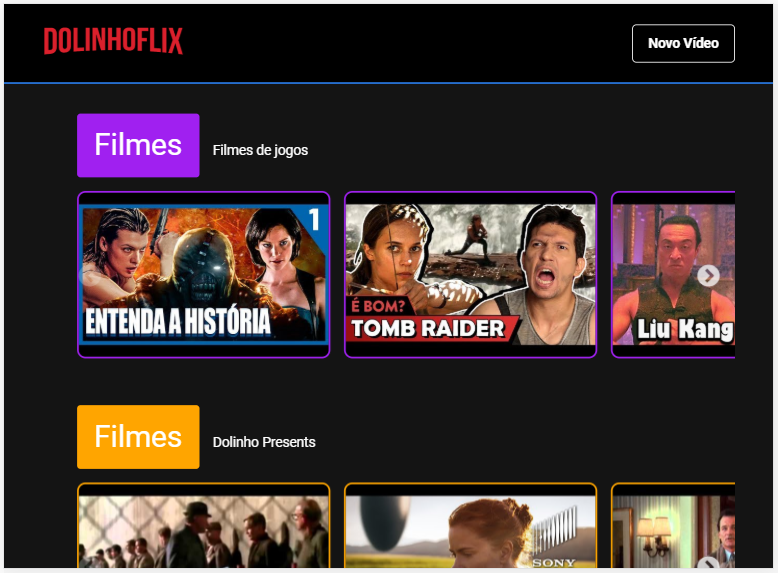 DOLINHOFLIX
Novo Vídeo
Filmes
Filmes de jogos
1
ENTENDA A HISTÓRIA
É BOM?
TOMB RAIDER
Liu Kang
Filmes
Dolinho Presents
SONY